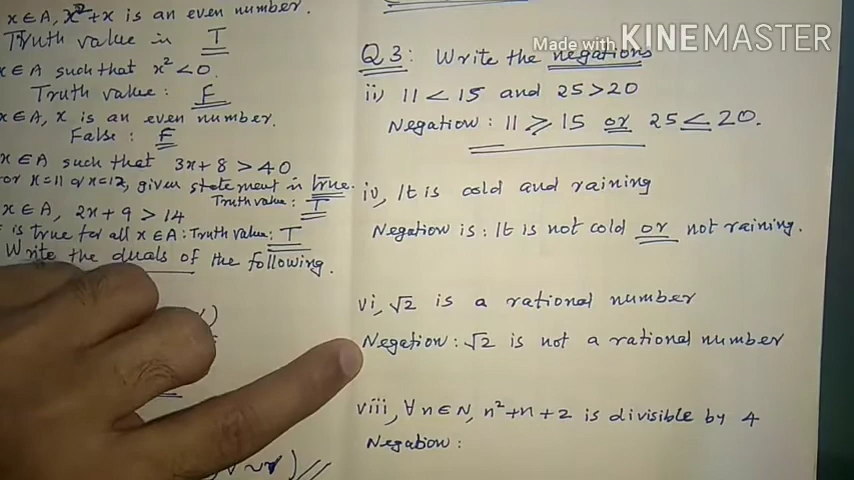 x ∈ A, x² + x is an even number.
Truth value is T
x ∈ A such that x² < 0.
Truth value : F
x ∈ A, x is an even number.
False : F
x ∈ A such that 3x + 8 > 40
For x = 11 or x = 12, given statement is true.
Truth value : T
x ∈ A, 2x + 9 > 14
is true for all x ∈ A : Truth value : T
Write the duals of the following.
Made with KINEMASTER
Q 3 : Write the negations
ii) 11 < 15 and 25 > 20
Negation : 11 ⩾ 15 or 25 ≤ 20.
iv, It is cold and raining
Negation is : It is not cold or not raining.
vi, √2 is a rational number
Negation : √2 is not a rational number
viii, ∀ n ∈ N, n² + n + 2 is divisible by 4
Negation :